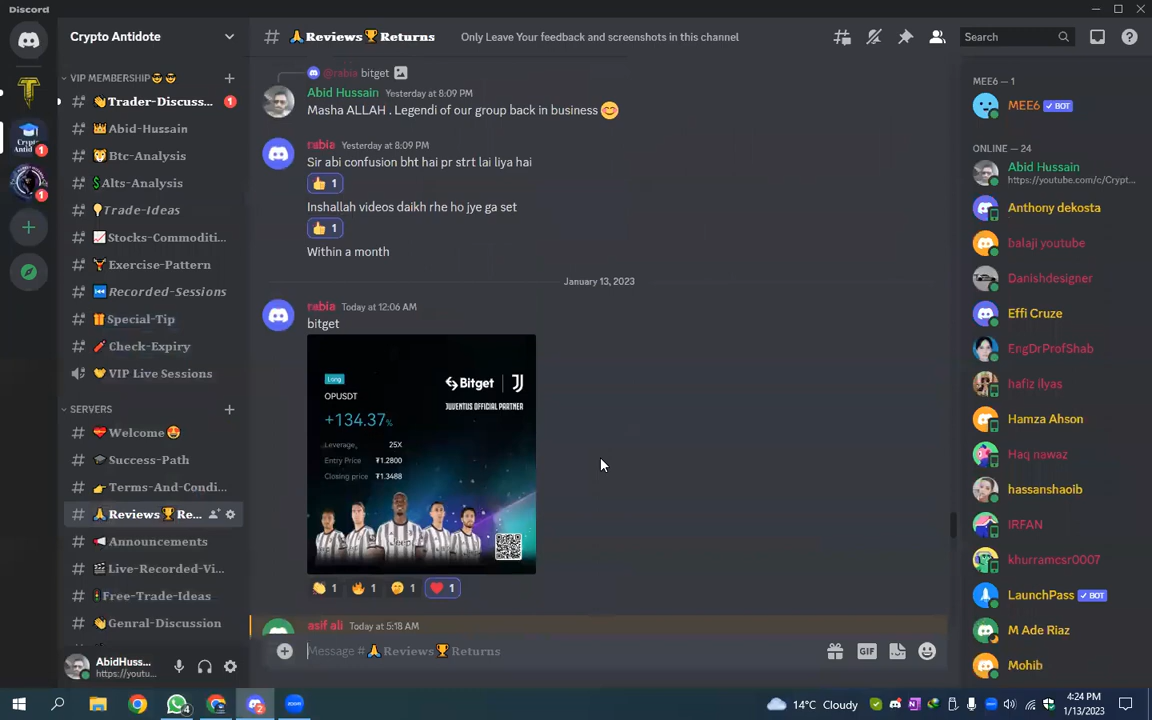 Discord
Crypto Antidote
Reviews Returns
Only Leave Your feedback and screenshots in this channel
Search
VIP MEMBERSHIP
Trader-Discuss...
1
Abid-Hussain
Btc-Analysis
Alts-Analysis
Trade-Ideas
Stocks-Commoditi...
Exercise-Pattern
Recorded-Sessions
Special-Tip
Check-Expiry
VIP Live Sessions
SERVERS
Welcome
Success-Path
Terms-And-Condi...
Reviews Re...
Announcements
Live-Recorded-Vi...
Free-Trade-Ideas
Genral-Discussion
AbidHuss...
https://youtu...
@rabia bitget
Abid Hussain Yesterday at 8:09 PM
Masha ALLAH . Legendi of our group back in business
rabia Yesterday at 8:09 PM
Sir abi confusion bht hai pr strt lai liya hai
1
Inshallah videos daikh rhe ho jye ga set
1
Within a month
January 13, 2023
rabia Today at 12:06 AM
bitget
Long
OPUSDT
+134.37%
Leverage, 25X
Entry Price ₮1.2800
Closing price ₮1.3488
Bitget
JUVENTUS OFFICIAL PARTNER
1 1 1 1
asif ali Today at 5:18 AM
Message # Reviews Returns
GIF
MEE6 — 1
MEE6 BOT
ONLINE — 24
Abid Hussain
https://youtube.com/c/Crypt...
Anthony dekosta
balaji youtube
Danishdesigner
Effi Cruze
EngDrProfShab
hafiz ilyas
Hamza Ahson
Haq nawaz
hassanshaoib
IRFAN
khurramcsr0007
LaunchPass BOT
M Ade Riaz
Mohib
14°C Cloudy
4:24 PM
1/13/2023